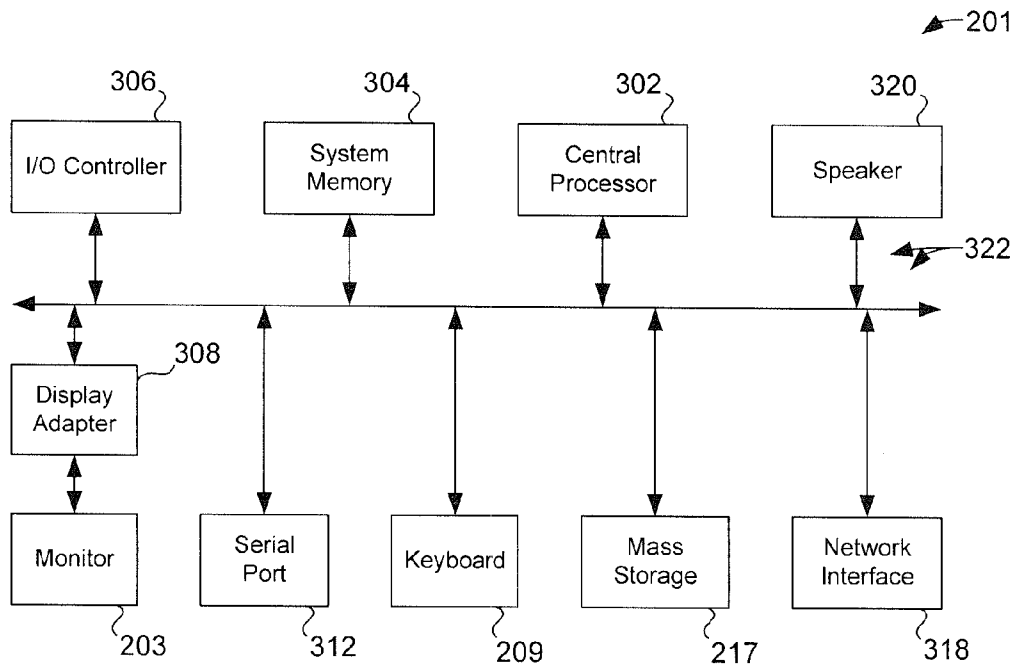 201
306
304
302
320
I/O Controller
System
Memory
Central
Processor
Speaker
322
308
Display
Adapter
Monitor
Serial
Port
Keyboard
Mass
Storage
Network
Interface
203
312
209
217
318